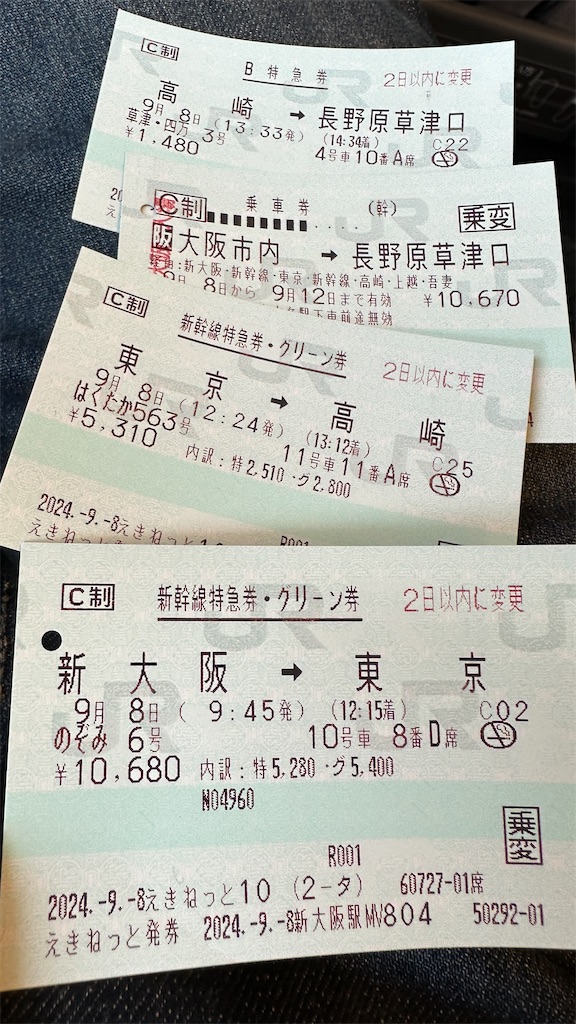 C制
B特急券
2日以内に変更
高 崎 → 長野原草津口
9月 8日 (13:33発) (14:34着) C22
草津・四万 3号 4号車10番A席
¥1,480
20
え
C制 乗車券 (幹) 乗変
阪大阪市内 → 長野原草津口
経由:新大阪・新幹線・東京・新幹線・高崎・上越・吾妻
9月 8日から 9月12日まで有効 ¥10,670
下車前途無効
C制
新幹線特急券・グリーン券
2日以内に変更
東 京 → 高 崎
9月 8日 (12:24発) (13:12着) C25
はくたか563号 11号車11番A席
¥5,310 内訳:特2,510・グ2,800
2024.-9.-8えきねっと10 R001
C制
新幹線特急券・グリーン券
2日以内に変更
新 大 阪 → 東 京
9月 8日 ( 9:45発) (12:15着) C02
のぞみ 6号 10号車 8番D席
¥10,680 内訳:特5,280・グ5,400
N04960
乗変
R001
2024.-9.-8えきねっと10 (2-タ) 60727-01席
えきねっと発券 2024.-9.-8新大阪駅MV804 50292-01